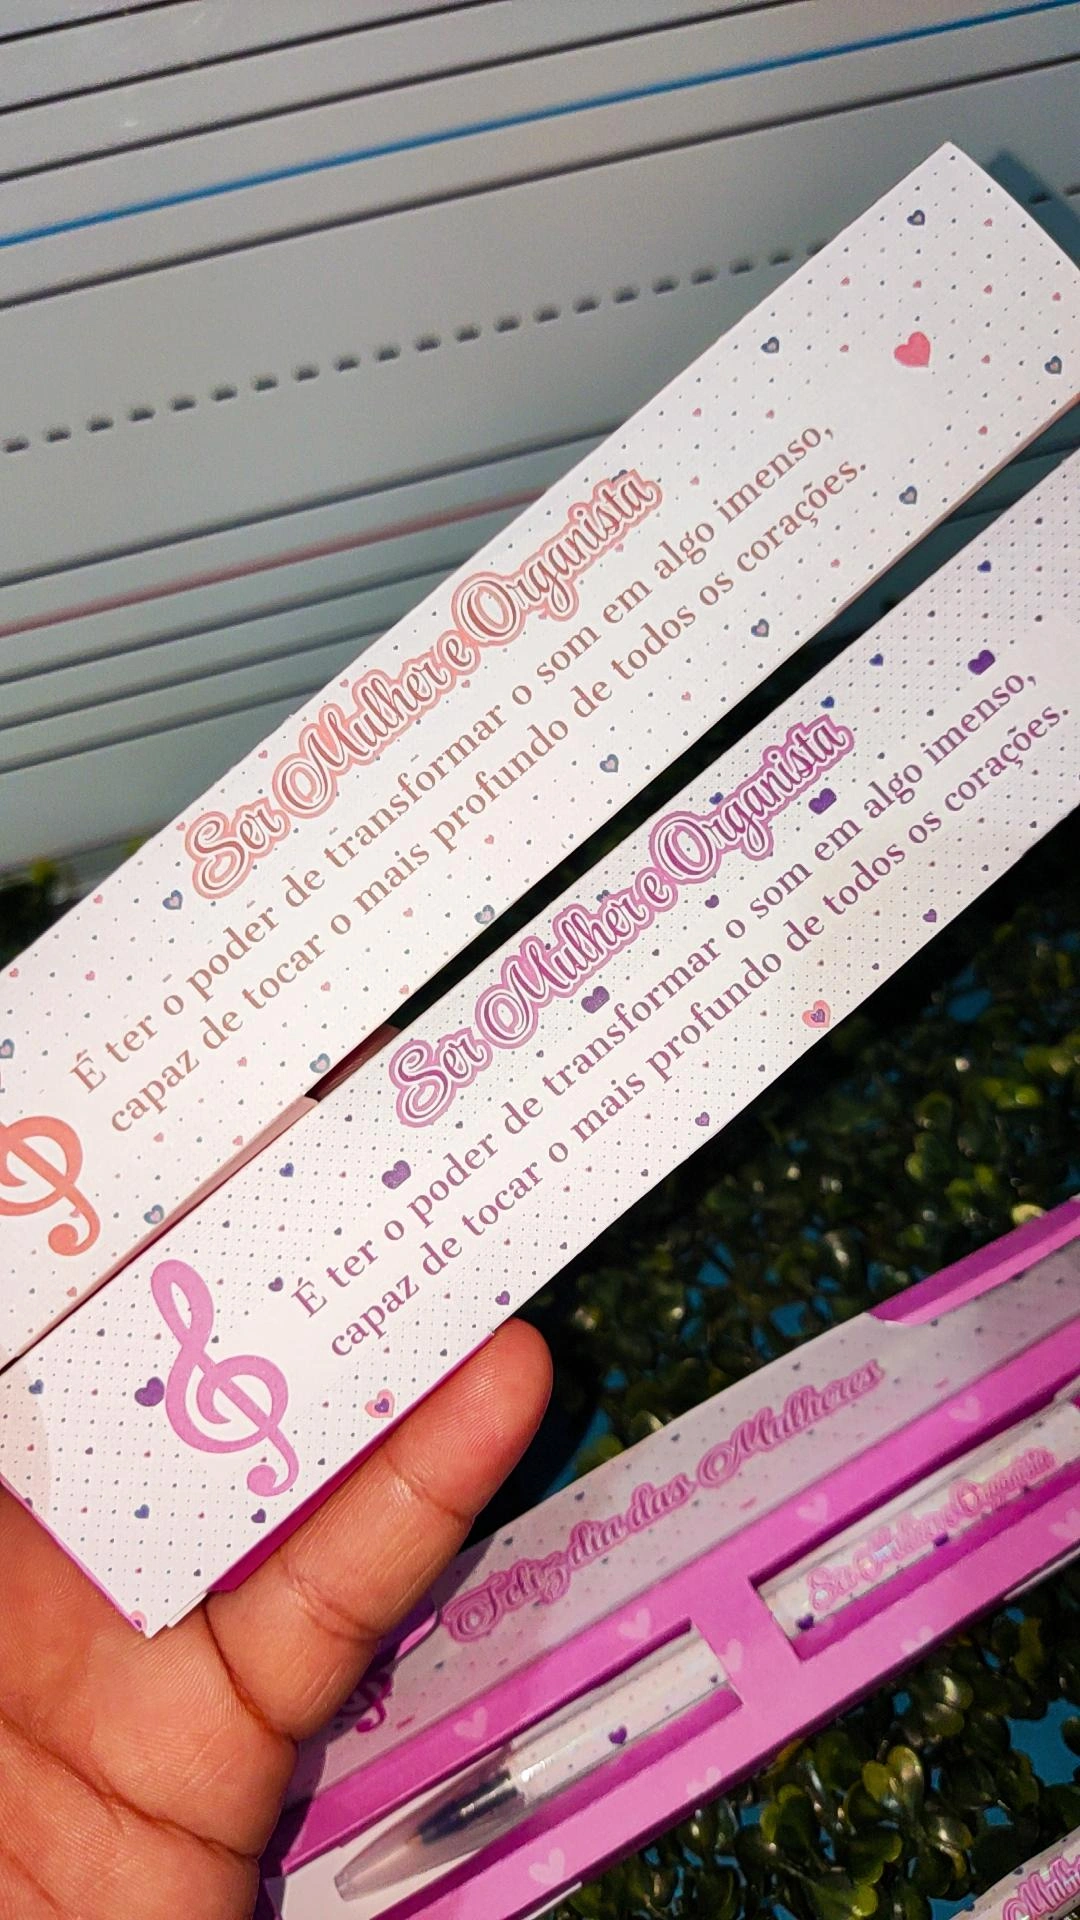 Ser Mulher e Organista
É ter o poder de transformar o som em algo imenso,
capaz de tocar o mais profundo de todos os corações.
Ser Mulher e Organista
É ter o poder de transformar o som em algo imenso,
capaz de tocar o mais profundo de todos os corações.
Feliz dia das Mulheres
Ser Mulher e Organista